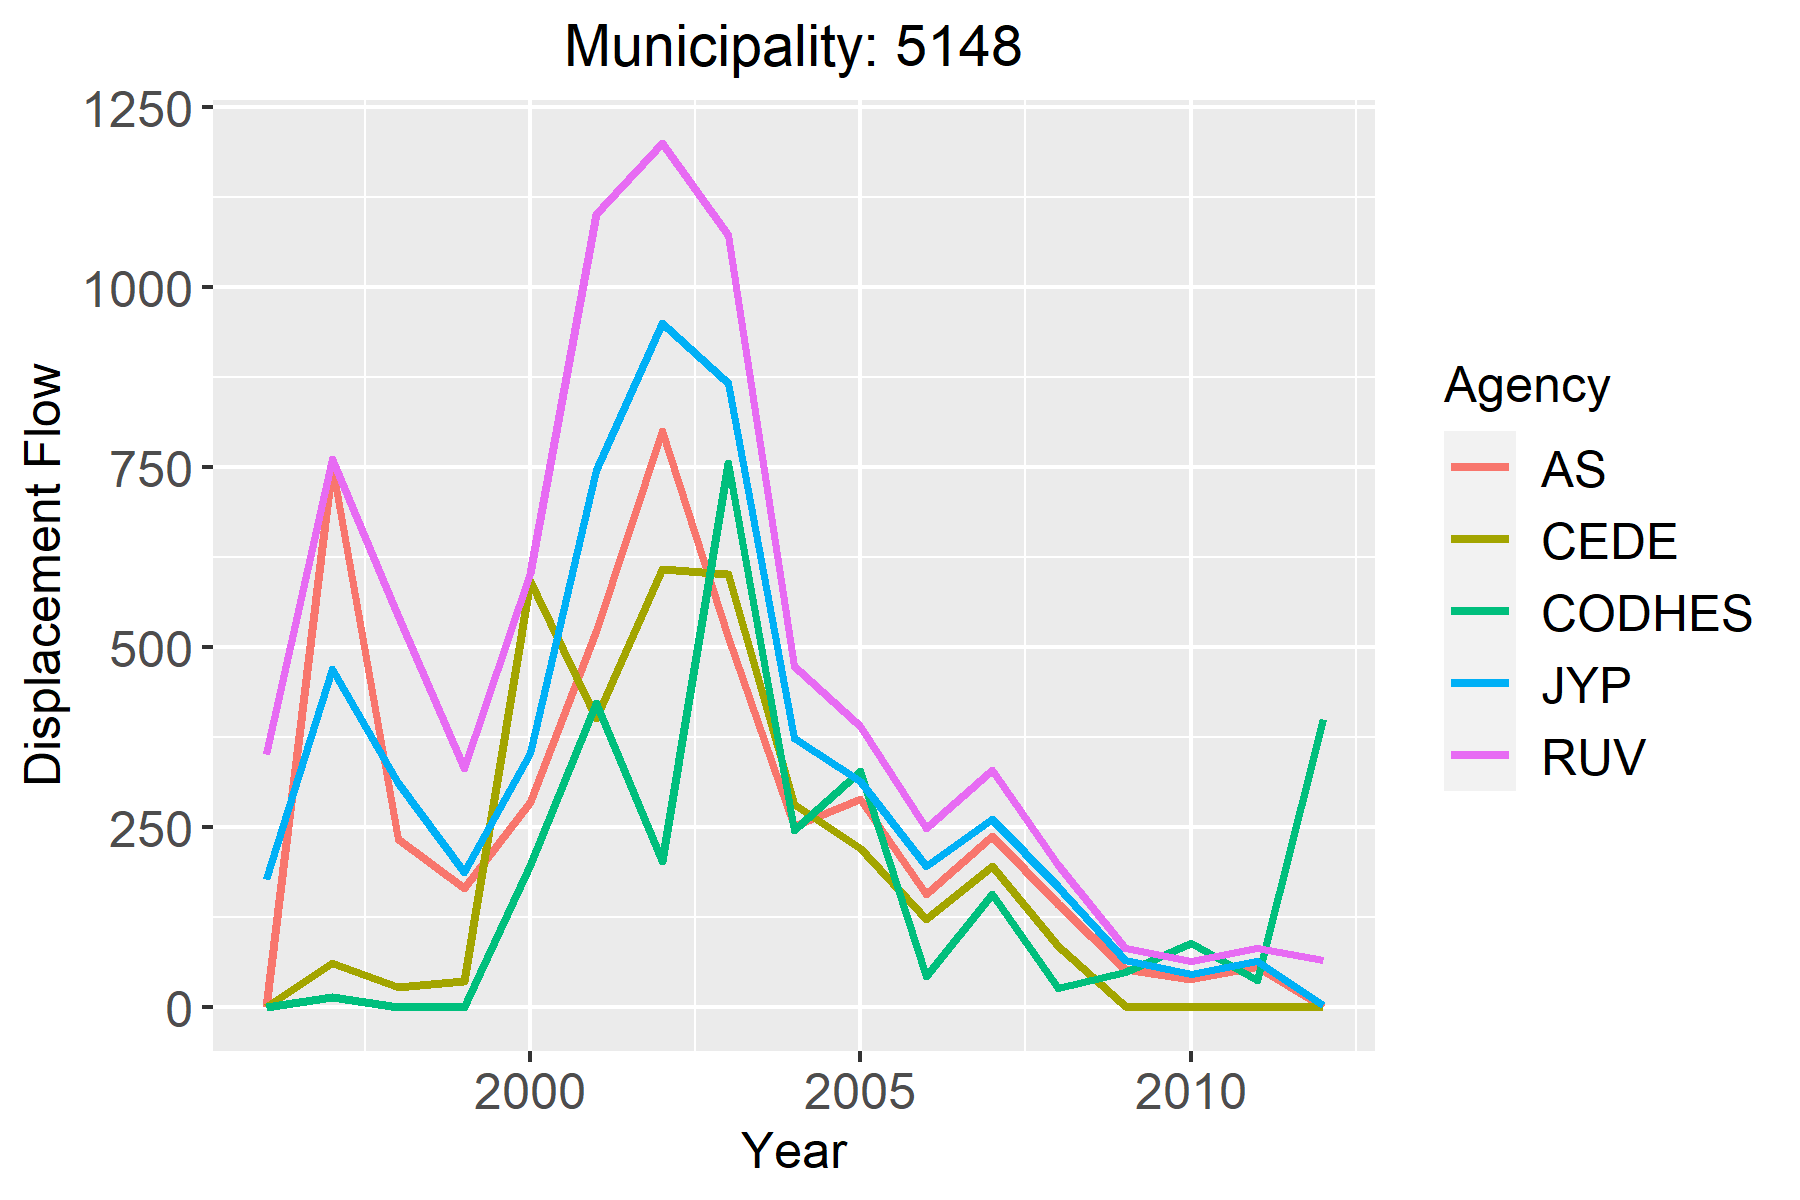 Municipality: 5148
1250
1000
750
500
250
0
Displacement Flow
2000 2005 2010
Year
Agency
AS
CEDE
CODHES
JYP
RUV